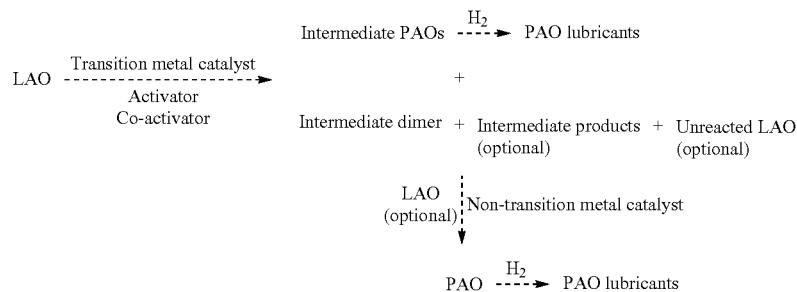 Intermediate PAOs H2 PAO lubricants
LAO Transition metal catalyst
Activator
Co-activator
+
Intermediate dimer + Intermediate products + Unreacted LAO
(optional) (optional)
LAO
(optional) Non-transition metal catalyst
PAO H2 PAO lubricants